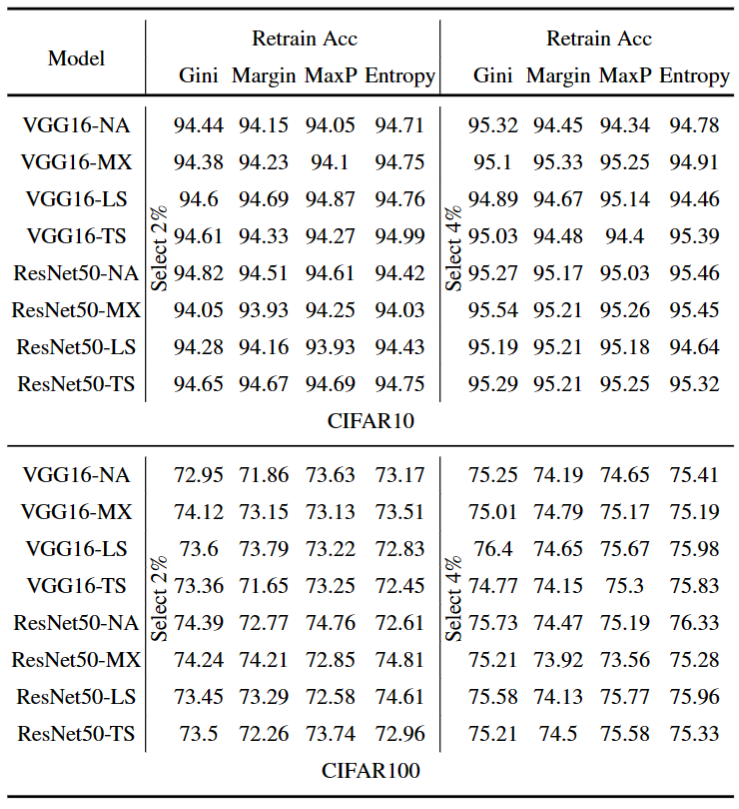 Model Retrain Acc Retrain Acc
Gini Margin MaxP Entropy Gini Margin MaxP Entropy
VGG16-NA 94.44 94.15 94.05 94.71 95.32 94.45 94.34 94.78
VGG16-MX 94.38 94.23 94.1 94.75 95.1 95.33 95.25 94.91
VGG16-LS 94.6 94.69 94.87 94.76 94.89 94.67 95.14 94.46
VGG16-TS 94.61 94.33 94.27 94.99 95.03 94.48 94.4 95.39
Select 2% Select 4%
ResNet50-NA 94.82 94.51 94.61 94.42 95.27 95.17 95.03 95.46
ResNet50-MX 94.05 93.93 94.25 94.03 95.54 95.21 95.26 95.45
ResNet50-LS 94.28 94.16 93.93 94.43 95.19 95.21 95.18 94.64
ResNet50-TS 94.65 94.67 94.69 94.75 95.29 95.21 95.25 95.32
CIFAR10
VGG16-NA 72.95 71.86 73.63 73.17 75.25 74.19 74.65 75.41
VGG16-MX 74.12 73.15 73.13 73.51 75.01 74.79 75.17 75.19
VGG16-LS 73.6 73.79 73.22 72.83 76.4 74.65 75.67 75.98
VGG16-TS 73.36 71.65 73.25 72.45 74.77 74.15 75.3 75.83
Select 2% Select 4%
ResNet50-NA 74.39 72.77 74.76 72.61 75.73 74.47 75.19 76.33
ResNet50-MX 74.24 74.21 72.85 74.81 75.21 73.92 73.56 75.28
ResNet50-LS 73.45 73.29 72.58 74.61 75.58 74.13 75.77 75.96
ResNet50-TS 73.5 72.26 73.74 72.96 75.21 74.5 75.58 75.33
CIFAR100